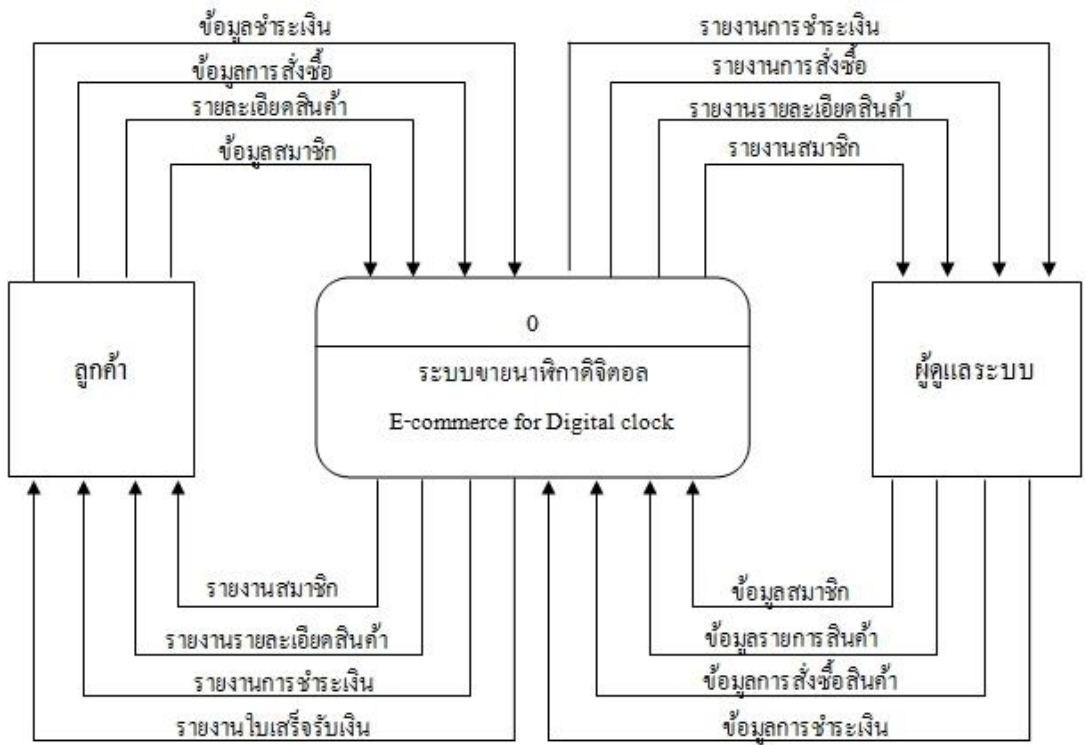 ข้อมูลชำระเงิน
ข้อมูลการสั่งซื้อ
รายละเอียดสินค้า
ข้อมูลสมาชิก
รายงานการชำระเงิน
รายงานการสั่งซื้อ
รายงานรายละเอียดสินค้า
รายงานสมาชิก
ลูกค้า
0
ระบบขายนาฬิกาดิจิตอล
E-commerce for Digital clock
ผู้ดูแลระบบ
รายงานสมาชิก
รายงานรายละเอียดสินค้า
รายงานการชำระเงิน
รายงานใบเสร็จรับเงิน
ข้อมูลสมาชิก
ข้อมูลรายการสินค้า
ข้อมูลการสั่งซื้อสินค้า
ข้อมูลการชำระเงิน